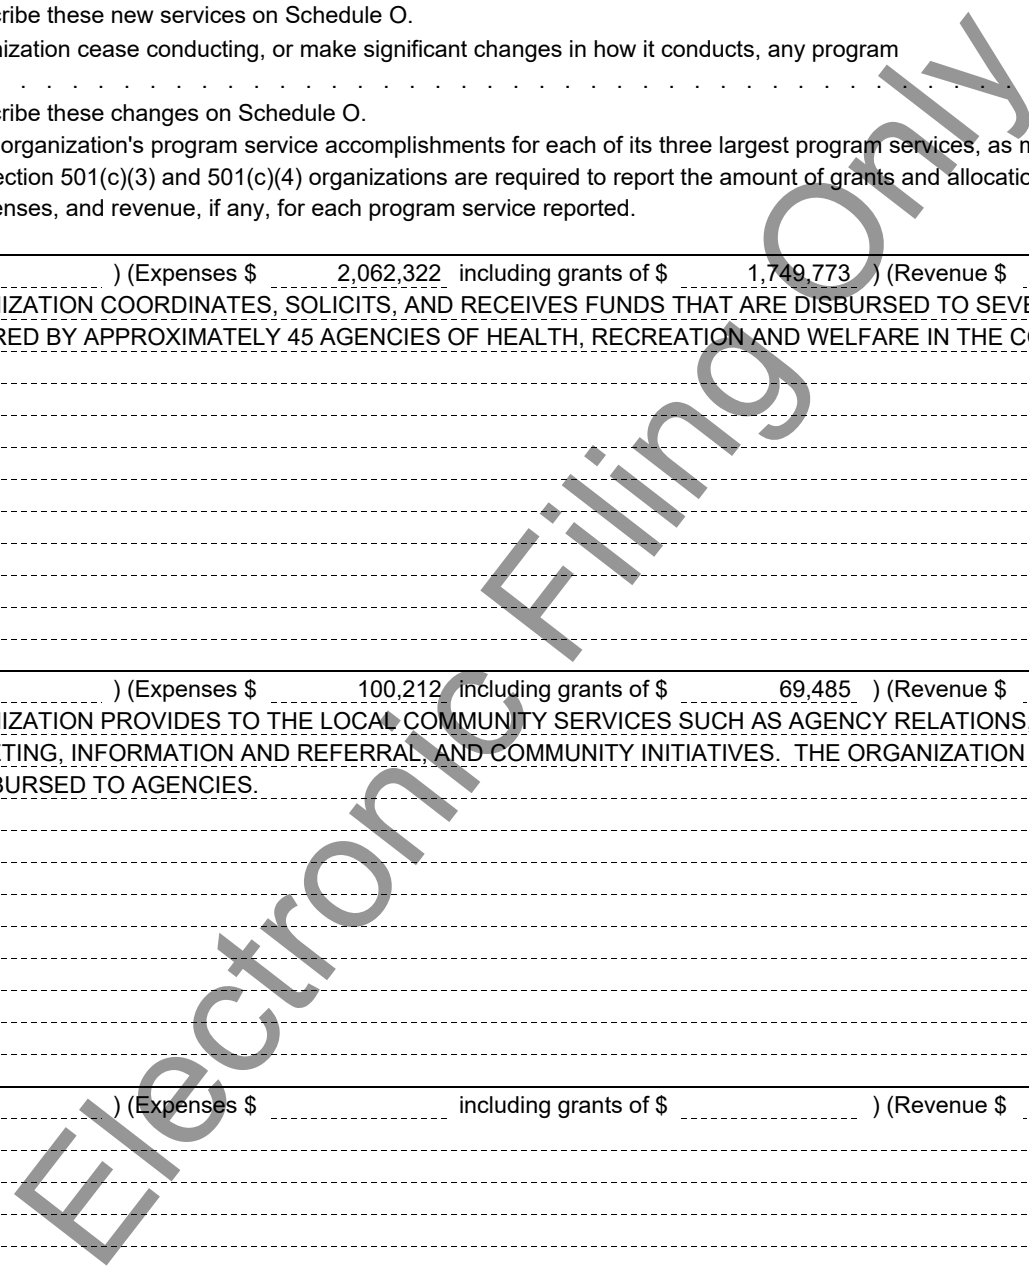 cribe these new services on Schedule O.
nization cease conducting, or make significant changes in how it conducts, any program
. . . . . . . . . . . . . . . . . . . . . . . . . . . . . . . . . . . . . . .
cribe these changes on Schedule O.
organization's program service accomplishments for each of its three largest program services, as m
ection 501(c)(3) and 501(c)(4) organizations are required to report the amount of grants and allocatio
enses, and revenue, if any, for each program service reported.
) (Expenses $ 2,062,322 including grants of $ 1,749,773 ) (Revenue $
NIZATION COORDINATES, SOLICITS, AND RECEIVES FUNDS THAT ARE DISBURSED TO SEVE
RED BY APPROXIMATELY 45 AGENCIES OF HEALTH, RECREATION AND WELFARE IN THE CO
) (Expenses $ 100,212 including grants of $ 69,485 ) (Revenue $
NIZATION PROVIDES TO THE LOCAL COMMUNITY SERVICES SUCH AS AGENCY RELATIONS,
TING, INFORMATION AND REFERRAL, AND COMMUNITY INITIATIVES. THE ORGANIZATION
BURSED TO AGENCIES.
) (Expenses $ including grants of $ ) (Revenue $
Electronic Filing Only